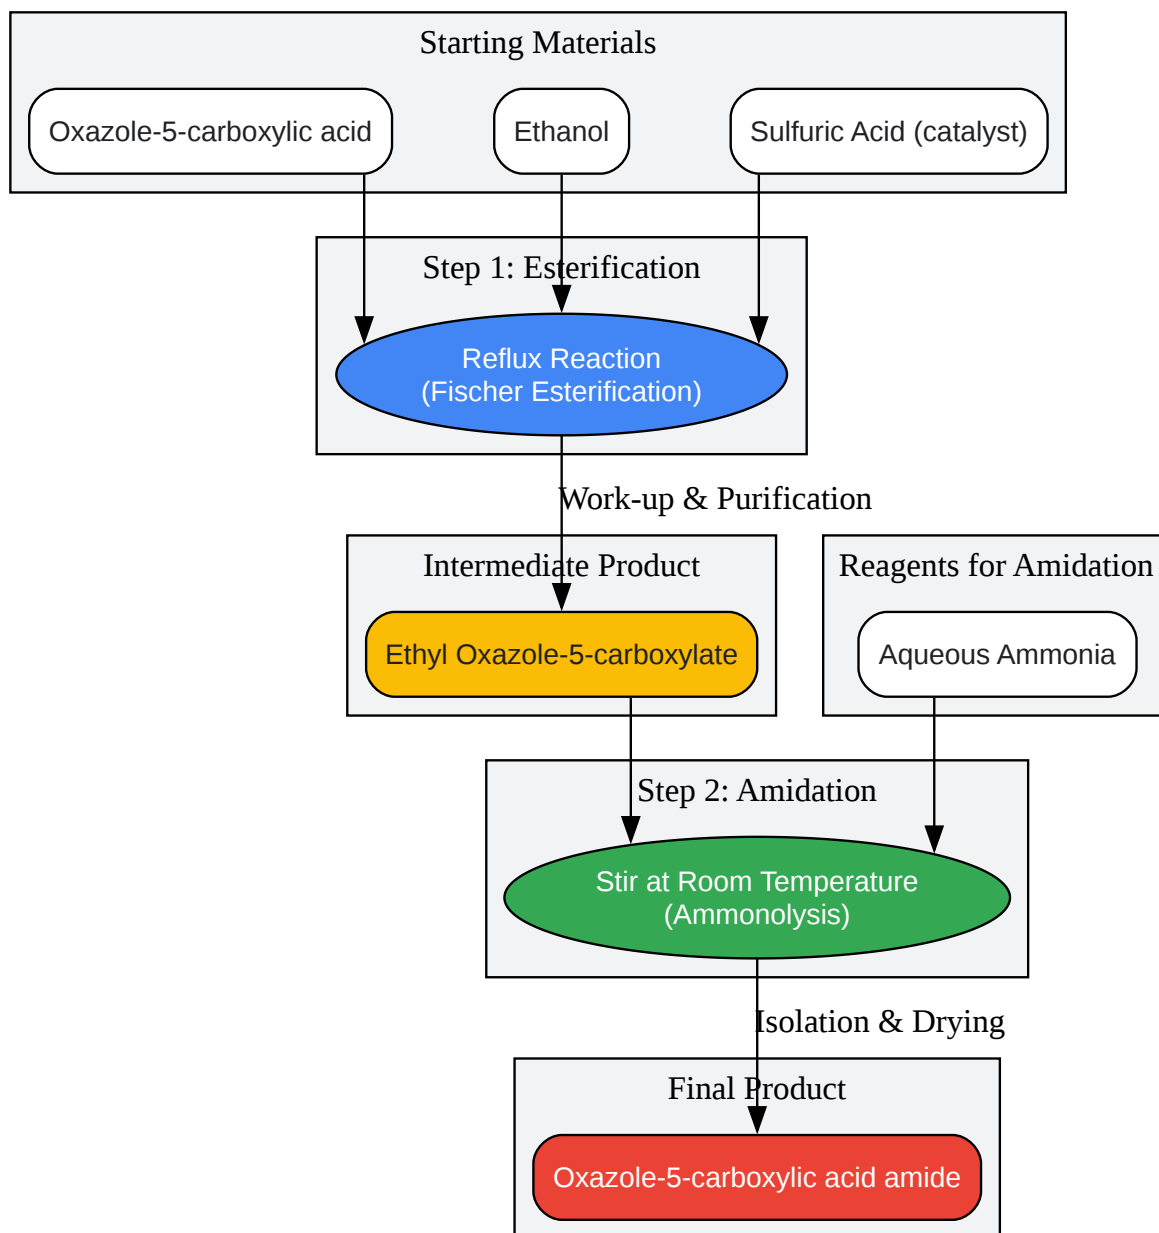 Starting Materials
Oxazole-5-carboxylic acid
Ethanol
Sulfuric Acid (catalyst)
Step 1: Esterification
Reflux Reaction
(Fischer Esterification)
Work-up & Purification
Intermediate Product
Reagents for Amidation
Ethyl Oxazole-5-carboxylate
Aqueous Ammonia
Step 2: Amidation
Stir at Room Temperature
(Ammonolysis)
Isolation & Drying
Final Product
Oxazole-5-carboxylic acid amide